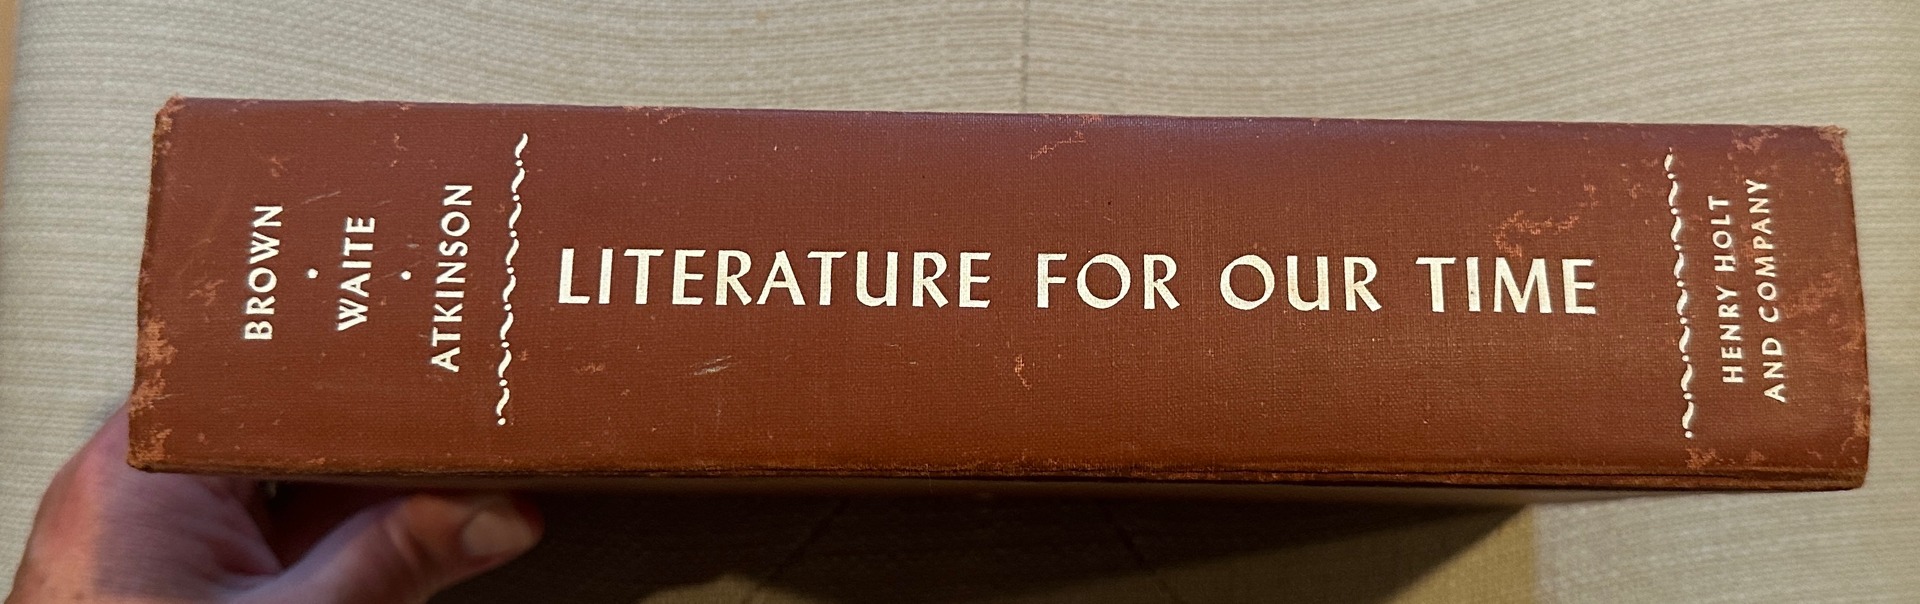 BROWN
•
WAITE
•
ATKINSON
LITERATURE FOR OUR TIME
HENRY HOLT
AND COMPANY